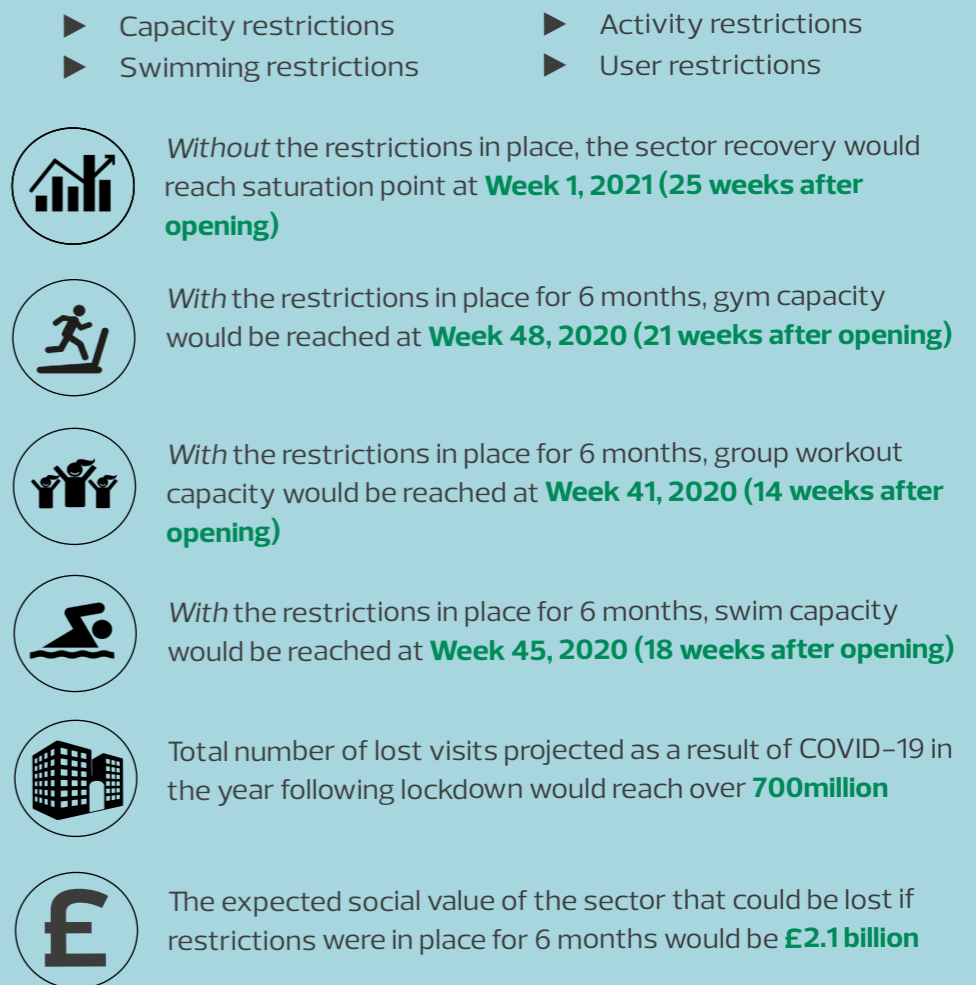 ▶ Capacity restrictions
▶ Activity restrictions
▶ Swimming restrictions
▶ User restrictions
Without the restrictions in place, the sector recovery would
reach saturation point at Week 1, 2021 (25 weeks after
opening)
With the restrictions in place for 6 months, gym capacity
would be reached at Week 48, 2020 (21 weeks after opening)
With the restrictions in place for 6 months, group workout
capacity would be reached at Week 41, 2020 (14 weeks after
opening)
With the restrictions in place for 6 months, swim capacity
would be reached at Week 45, 2020 (18 weeks after opening)
Total number of lost visits projected as a result of COVID-19 in
the year following lockdown would reach over 700million
£
The expected social value of the sector that could be lost if
restrictions were in place for 6 months would be £2.1 billion